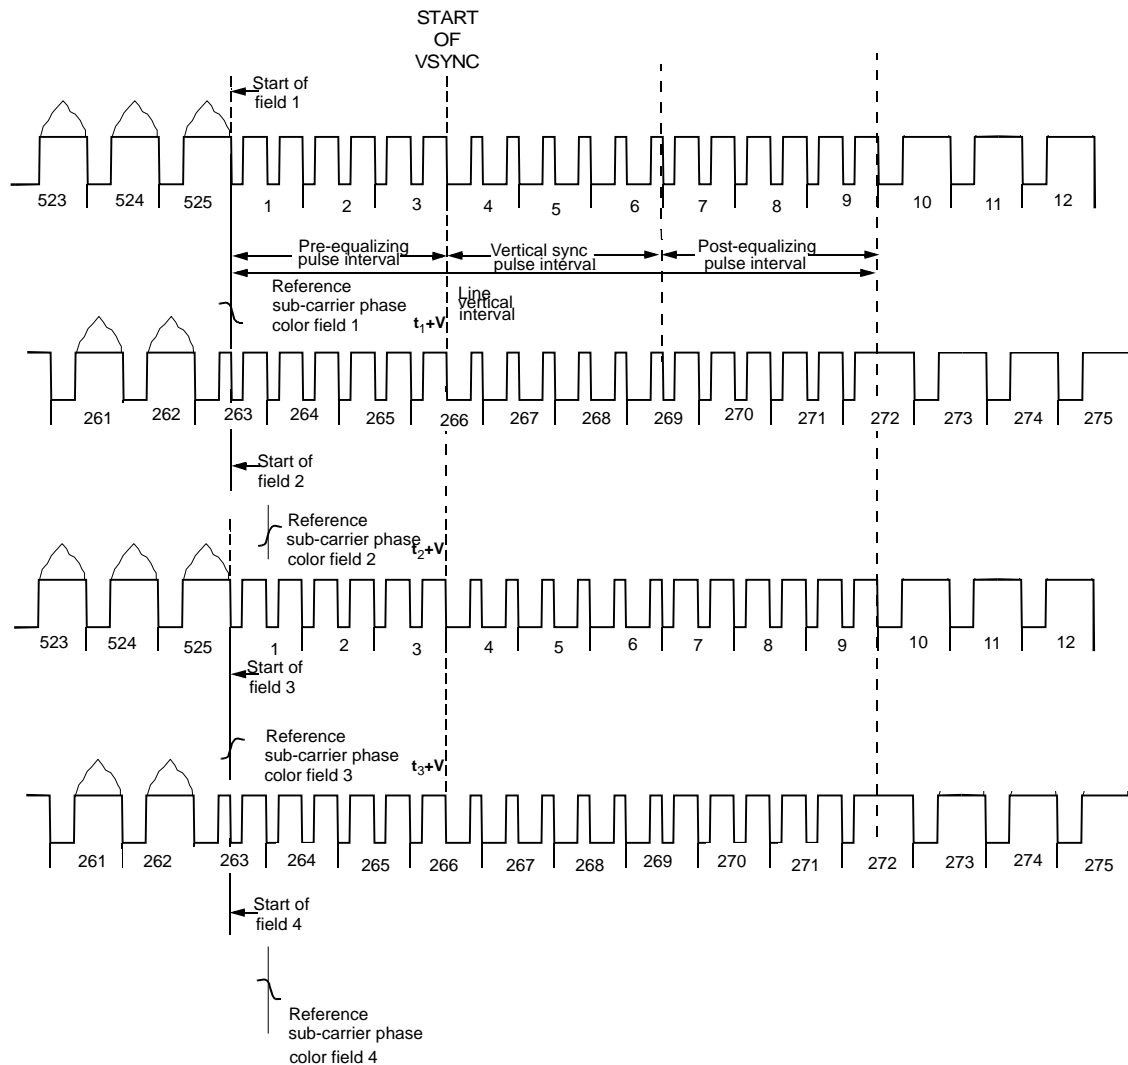 START
OF
VSYNC
Start of
field 1
523 524 525 1 2 3 4 5 6 7 8 9 10 11 12
Pre-equalizing
pulse interval
Vertical sync
pulse interval
Post-equalizing
pulse interval
Reference
sub-carrier phase
color field 1
t1+V
Line
vertical
interval
261 262 263 264 265 266 267 268 269 270 271 272 273 274 275
Start of
field 2
Reference
sub-carrier phase
color field 2
t2+V
523 524 525 1 2 3 4 5 6 7 8 9 10 11 12
Start of
field 3
Reference
sub-carrier phase
color field 3
t3+V
261 262 263 264 265 266 267 268 269 270 271 272 273 274 275
Start of
field 4
Reference
sub-carrier phase
color field 4